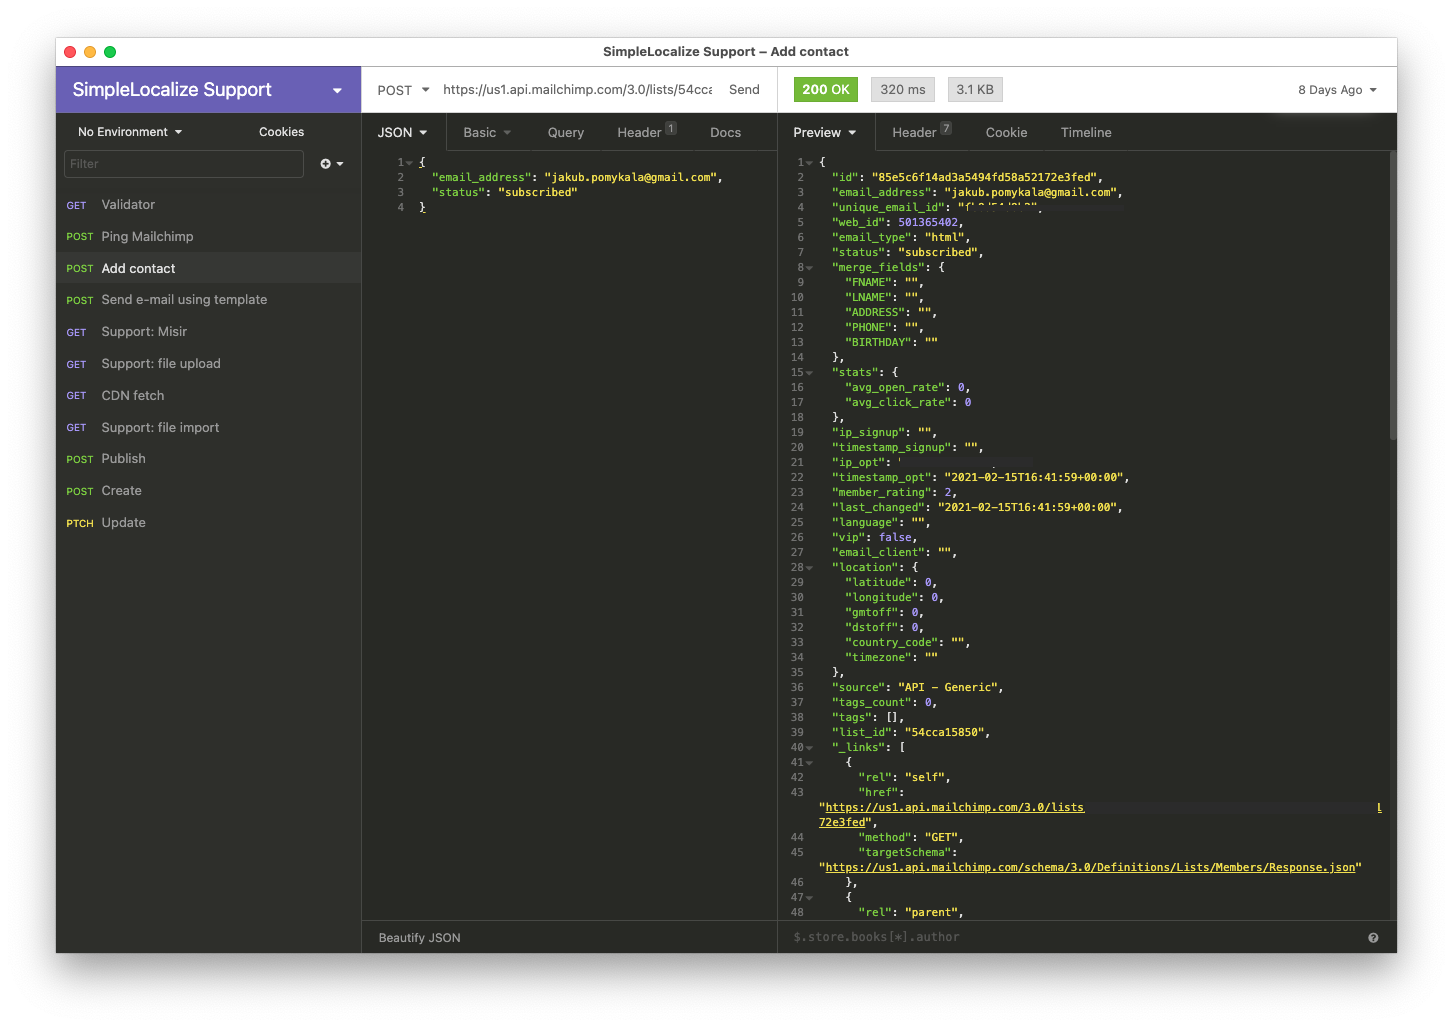 SimpleLocalize Support – Add contact
SimpleLocalize Support
POST https://us1.api.mailchimp.com/3.0/lists/54cca Send
200 OK 320 ms 3.1 KB 8 Days Ago
No Environment Cookies
Filter
GET Validator
POST Ping Mailchimp
POST Add contact
POST Send e-mail using template
GET Support: Misir
GET Support: file upload
GET CDN fetch
GET Support: file import
POST Publish
POST Create
PTCH Update
JSON Basic Query Header 1 Docs
1 {
2 "email_address": "jakub.pomykala@gmail.com",
3 "status": "subscribed"
4 }
Beautify JSON
Preview Header 7 Cookie Timeline
1 {
2 "id": "85e5c6f14ad3a5494fd58a52172e3fed",
3 "email_address": "jakub.pomykala@gmail.com",
4 "unique_email_id":
5 "web_id": 501365402,
6 "email_type": "html",
7 "status": "subscribed",
8 "merge_fields": {
9 "FNAME": "",
10 "LNAME": "",
11 "ADDRESS": "",
12 "PHONE": "",
13 "BIRTHDAY": ""
14 },
15 "stats": {
16 "avg_open_rate": 0,
17 "avg_click_rate": 0
18 },
19 "ip_signup": "",
20 "timestamp_signup": "",
21 "ip_opt":
22 "timestamp_opt": "2021-02-15T16:41:59+00:00",
23 "member_rating": 2,
24 "last_changed": "2021-02-15T16:41:59+00:00",
25 "language": "",
26 "vip": false,
27 "email_client": "",
28 "location": {
29 "latitude": 0,
30 "longitude": 0,
31 "gmtoff": 0,
32 "dstoff": 0,
33 "country_code": "",
34 "timezone": ""
35 },
36 "source": "API - Generic",
37 "tags_count": 0,
38 "tags": [],
39 "list_id": "54cca15850",
40 "_links": [
41 {
42 "rel": "self",
43 "href":
"https://us1.api.mailchimp.com/3.0/lists
72e3fed",
44 "method": "GET",
45 "targetSchema":
"https://us1.api.mailchimp.com/schema/3.0/Definitions/Lists/Members/Response.json"
46 },
47 {
48 "rel": "parent",
$.store.books[*].author